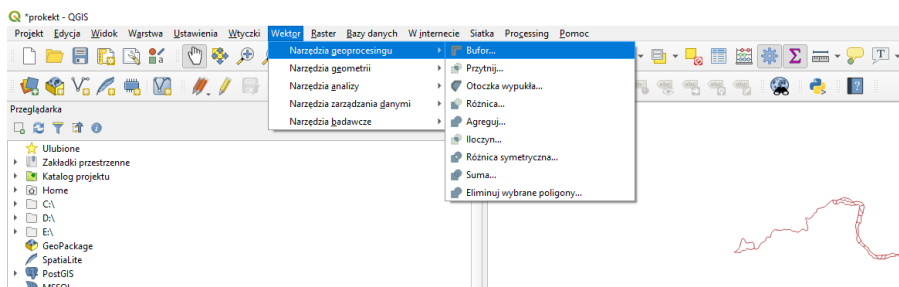 *prokekt - QGIS
Projekt Edycja Widok Warstwa Ustawienia Wtyczki Wektor Raster Bazy danych W internecie Siatka Processing Pomoc
Narzędzia geoprocesingu Bufor...
Narzędzia geometrii Przytnij...
Narzędzia analizy Otoczka wypukła...
Narzędzia zarządzania danymi Różnica...
Narzędzia badawcze Agreguj...
Iloczyn...
Różnica symetryczna...
Suma...
Eliminuj wybrane poligony...
Przeglądarka
Ulubione
Zakładki przestrzenne
Katalog projektu
Home
C:\
D:\
E:\
GeoPackage
SpatiaLite
PostGIS
MSSQL